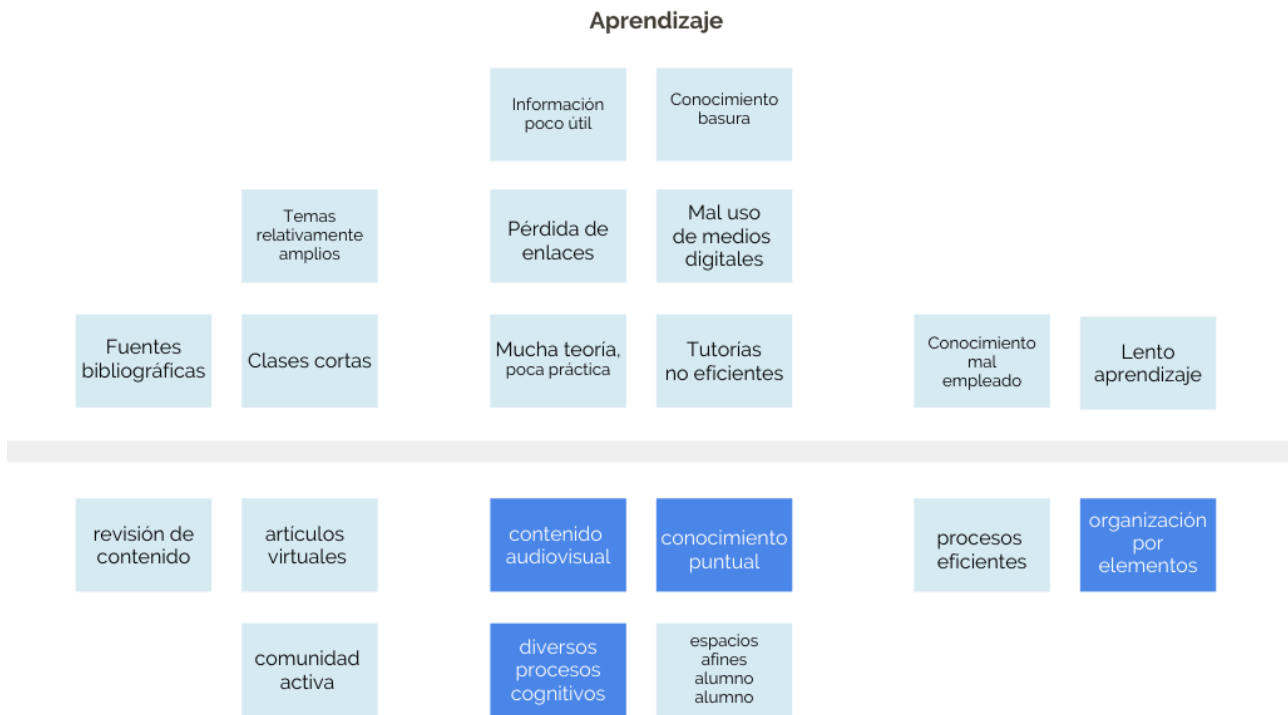 Aprendizaje
Información
poco útil
Conocimiento
basura
Temas
relativamente
amplios
Pérdida de
enlaces
Mal uso
de medios
digitales
Fuentes
bibliográficas
Clases cortas
Mucha teoría,
poca práctica
Tutorías
no eficientes
Conocimiento
mal
empleado
Lento
aprendizaje
revisión de
contenido
artículos
virtuales
contenido
audiovisual
conocimiento
puntual
procesos
eficientes
organización
por
elementos
comunidad
activa
diversos
procesos
cognitivos
espacios
afines
alumno
alumno